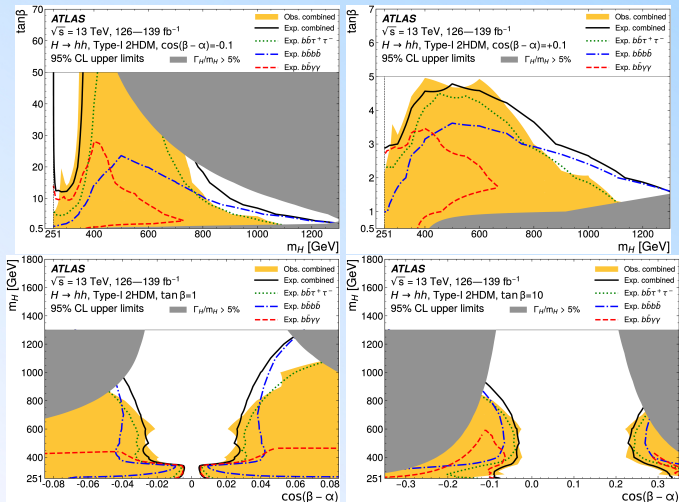 ATLAS
√s = 13 TeV, 126—139 fb⁻¹
H → hh, Type-I 2HDM, cos(β − α)=-0.1
95% CL upper limits
Γ_H/m_H > 5%
Obs. combined
Exp. combined
Exp. bb̄τ⁺τ⁻
Exp. bb̄bb̄
Exp. bb̄γγ
tanβ
50
40
30
20
10
0.5
251
400
600
800
1000
1200
m_H [GeV]
ATLAS
√s = 13 TeV, 126—139 fb⁻¹
H → hh, Type-I 2HDM, cos(β − α)=+0.1
95% CL upper limits
Γ_H/m_H > 5%
Obs. combined
Exp. combined
Exp. bb̄τ⁺τ⁻
Exp. bb̄bb̄
Exp. bb̄γγ
tanβ
7
6
5
4
3
2
1
0.5
251
400
600
800
1000
1200
m_H [GeV]
ATLAS
√s = 13 TeV, 126—139 fb⁻¹
H → hh, Type-I 2HDM, tan β=1
95% CL upper limits
Γ_H/m_H > 5%
Obs. combined
Exp. combined
Exp. bb̄τ⁺τ⁻
Exp. bb̄bb̄
Exp. bb̄γγ
m_H [GeV]
1800
1600
1400
1200
1000
800
600
400
251
-0.08
-0.06
-0.04
-0.02
0
0.02
0.04
0.06
0.08
cos(β − α)
ATLAS
√s = 13 TeV, 126—139 fb⁻¹
H → hh, Type-I 2HDM, tan β=10
95% CL upper limits
Γ_H/m_H > 5%
Obs. combined
Exp. combined
Exp. bb̄τ⁺τ⁻
Exp. bb̄bb̄
Exp. bb̄γγ
m_H [GeV]
1800
1600
1400
1200
1000
800
600
400
251
−0.3
−0.2
−0.1
0.0
0.1
0.2
0.3
cos(β − α)